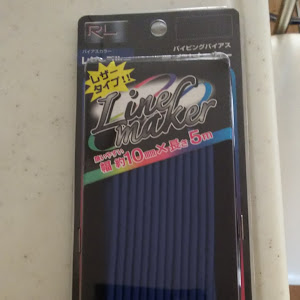 RL
バイアスカラー
パイピングバイアス
レザー
タイプ!!
Line
maker
幅約10mm×長さ5m